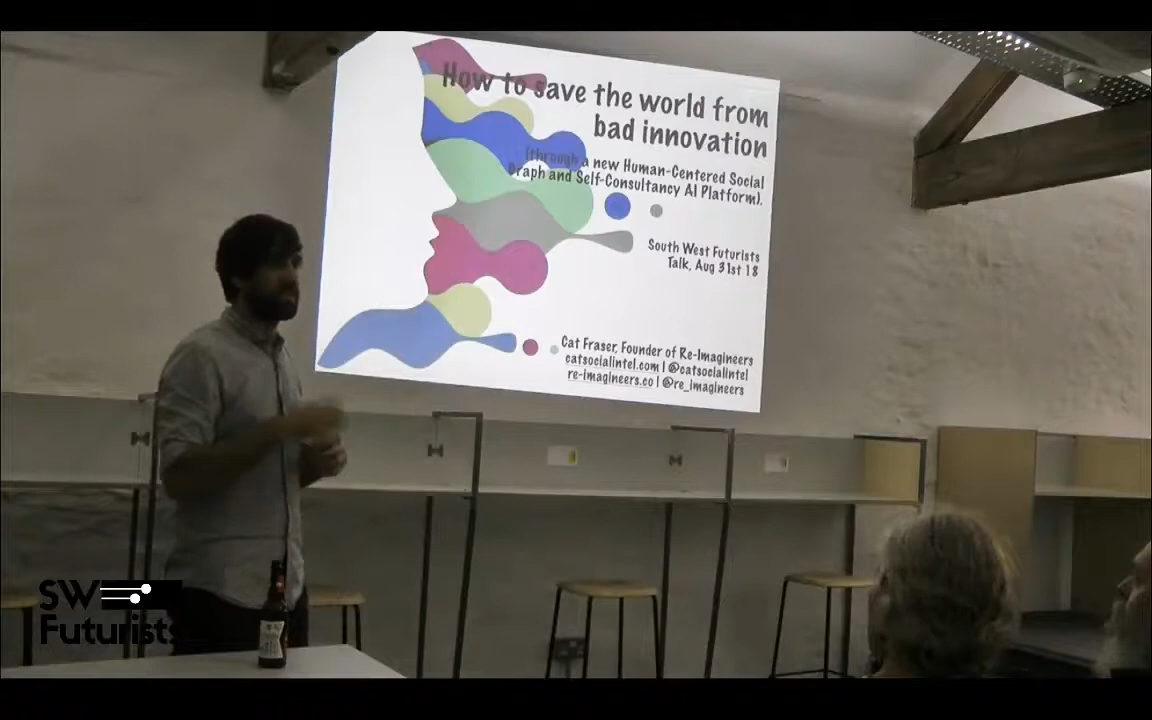 How to save the world from
bad innovation
(through a new Human-Centered Social
Graph and Self-Consultancy AI Platform).
South West Futurists
Talk, Aug 31st 18
Cat Fraser, Founder of Re-Imagineers
catsocialintel.com | @catsocialintel
re-imagineers.co | @re_imagineers
SW
Futurists